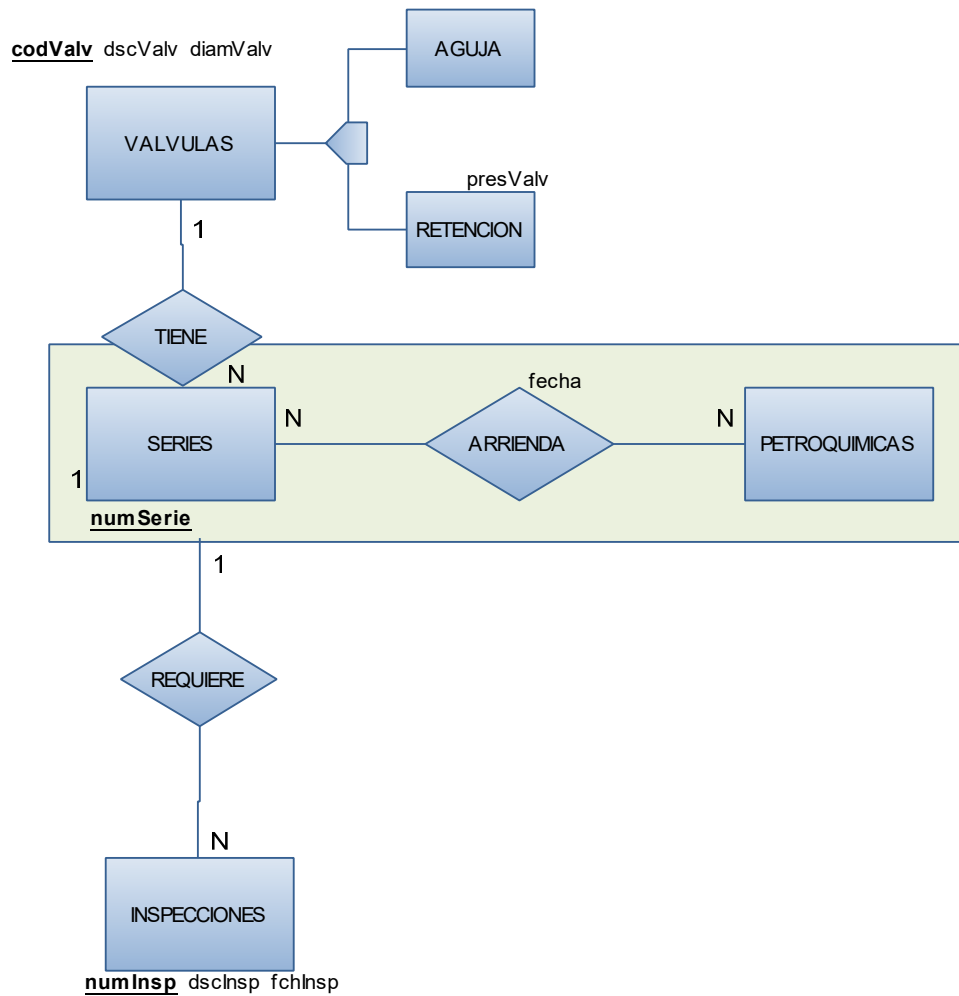 AGUJA
codValv dscValv diamValv
VALVULAS
presValv
RETENCION
1
TIENE
N
fecha
SERIES
N
ARRIENDA
N
PETROQUIMICAS
1
numSerie
1
REQUIERE
N
INSPECCIONES
numInsp dscInsp fchInsp